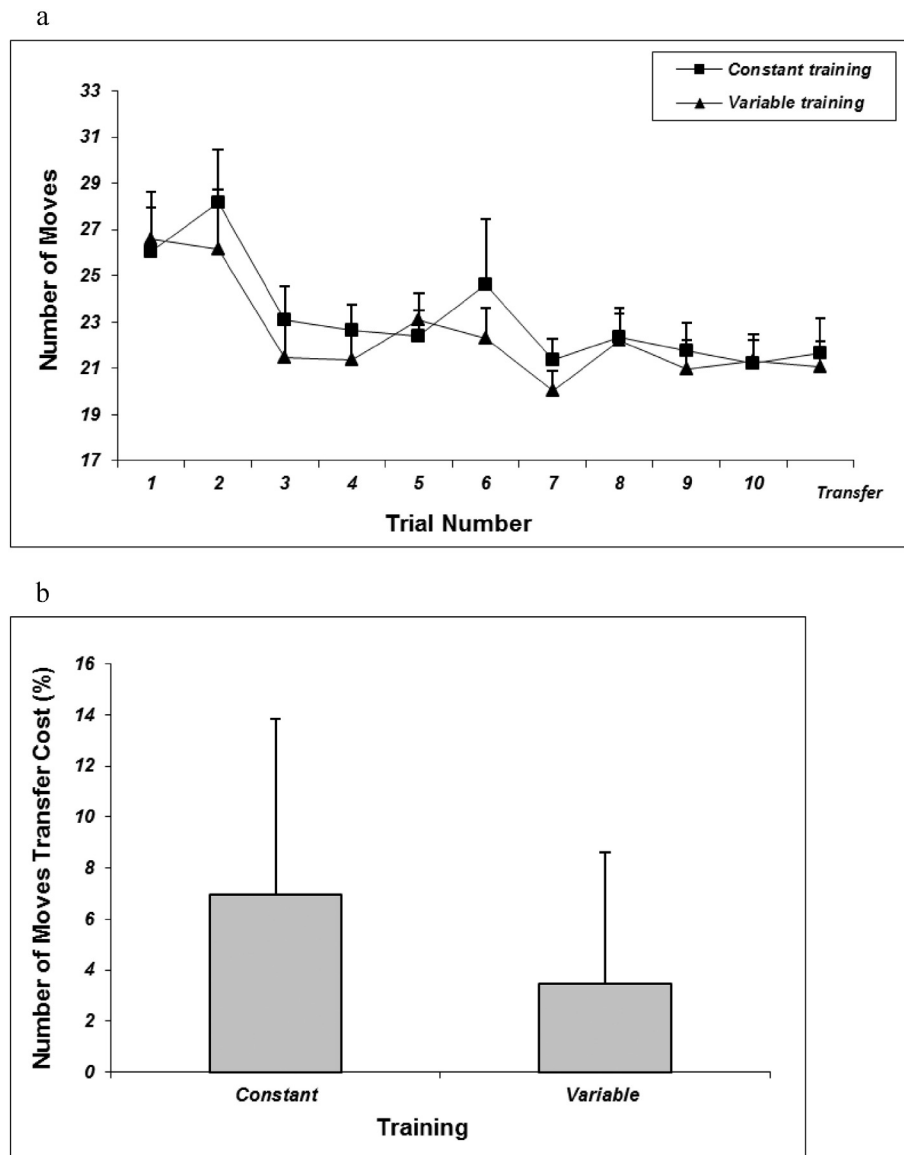 a
Constant training
Variable training
Number of Moves
33
31
29
27
25
23
21
19
17
1 2 3 4 5 6 7 8 9 10 Transfer
Trial Number
b
Number of Moves Transfer Cost (%)
16
14
12
10
8
6
4
2
0
Constant Variable
Training